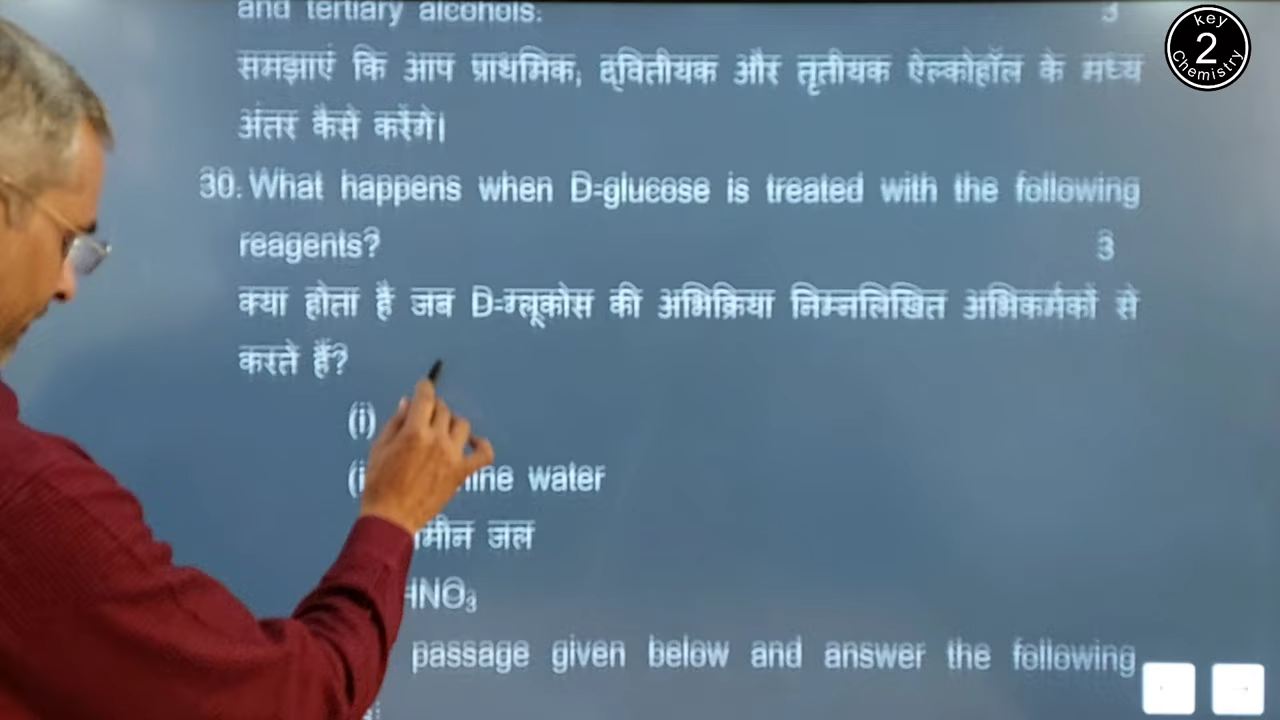 and tertiary alcohols. 3
समझाएं कि आप प्राथमिक, द्वितीयक और तृतीयक ऐल्कोहॉल के मध्य
अंतर कैसे करेंगे।
30. What happens when D-glucose is treated with the following
reagents? 3
क्या होता है जब D-ग्लूकोस की अभिक्रिया निम्नलिखित अभिकर्मकों से
करते हैं?
(i)
water
जल
HNO₃
passage given below and answer the following
key
2
Chemistry